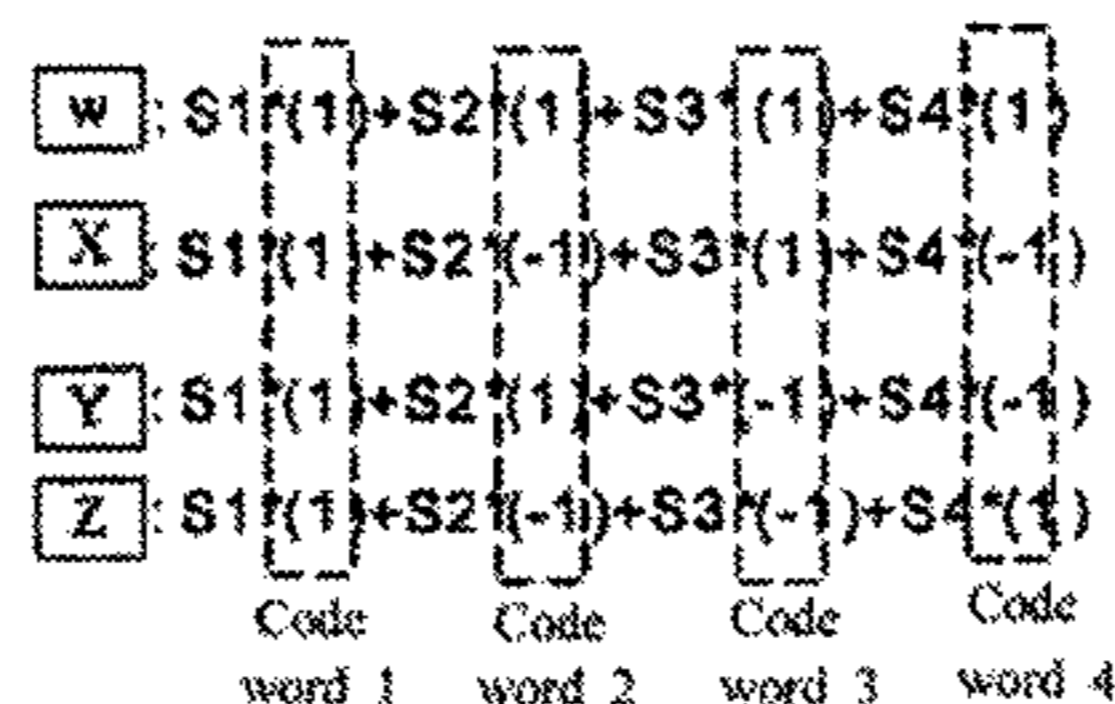 W : S1*(1)+S2*(1)+S3*(1)+S4*(1)
X : S1*(1)+S2*(-1)+S3*(1)+S4*(-1)
Y : S1*(1)+S2*(1)+S3*(-1)+S4*(-1)
Z : S1*(1)+S2*(-1)+S3*(-1)+S4*(1)
Code Code Code Code
word 1 word 2 word 3 word 4